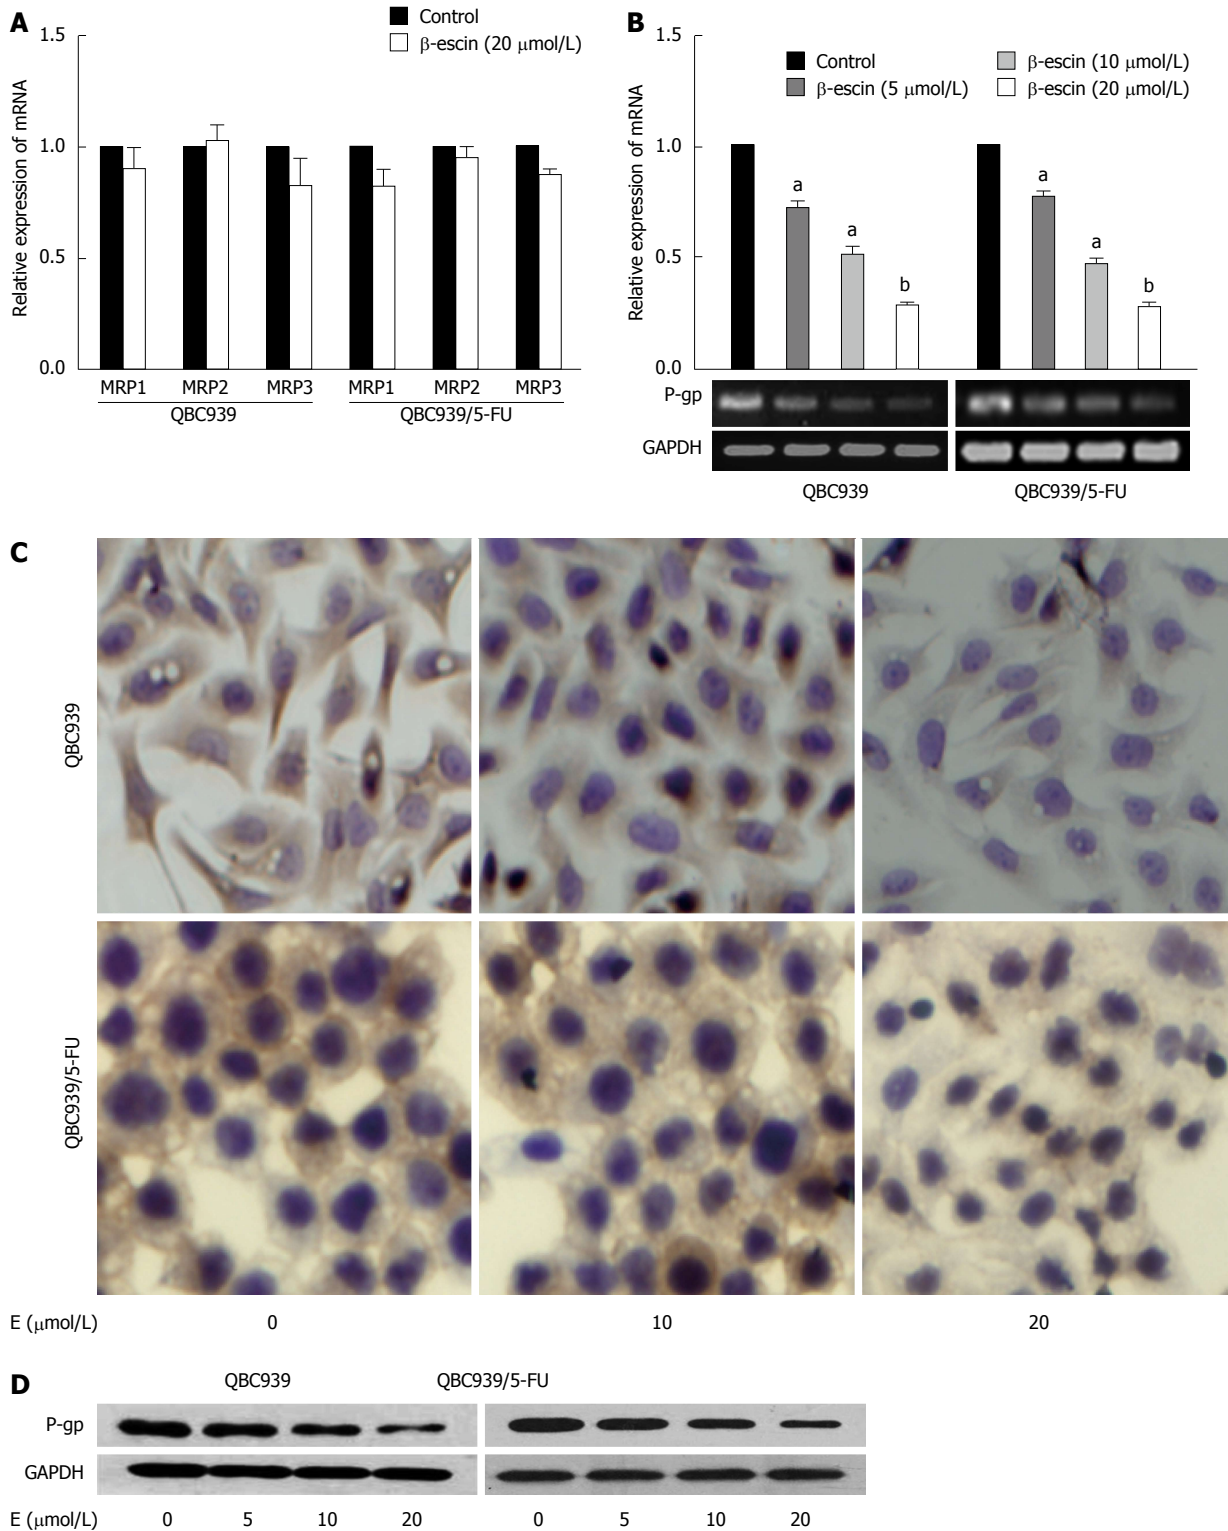 A
Control
β-escin (20 μmol/L)
Relative expression of mRNA
1.5
1.0
0.5
0.0
MRP1 MRP2 MRP3 MRP1 MRP2 MRP3
QBC939 QBC939/5-FU
B
Control
β-escin (5 μmol/L)
β-escin (10 μmol/L)
β-escin (20 μmol/L)
Relative expression of mRNA
1.5
1.0
0.5
0.0
a
a
b
a
a
b
P-gp
GAPDH
QBC939 QBC939/5-FU
C
QBC939
QBC939/5-FU
E (μmol/L) 0 10 20
D
QBC939 QBC939/5-FU
P-gp
GAPDH
E (μmol/L) 0 5 10 20 0 5 10 20